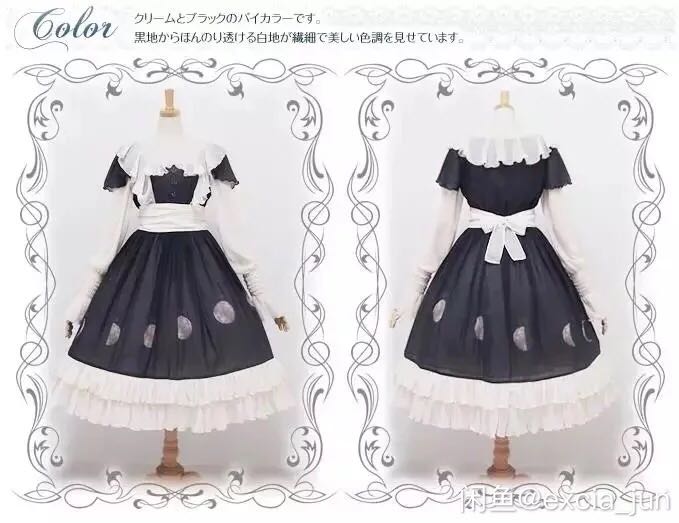 Color
クリームとブラックのバイカラーです。
黒地からほんのり透ける白地が繊細で美しい色調を見せています。
闲鱼@excia_jun